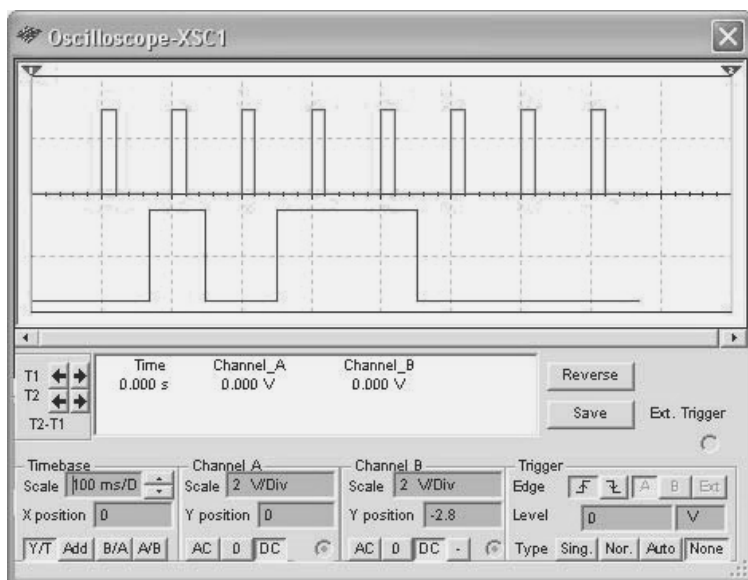 Oscilloscope-XSC1
1 2
T1
T2
T2-T1
Time Channel_A Channel_B
0.000 s 0.000 V 0.000 V
Reverse
Save
Ext. Trigger
Timebase
Scale 100 ms/D
X position 0
Y/T Add B/A A/B
Channel A
Scale 2 V/Div
Y position 0
AC 0 DC
Channel B
Scale 2 V/Div
Y position -2.8
AC 0 DC -
Trigger
Edge A B Ext
Level 0 V
Type Sing. Nor. Auto None